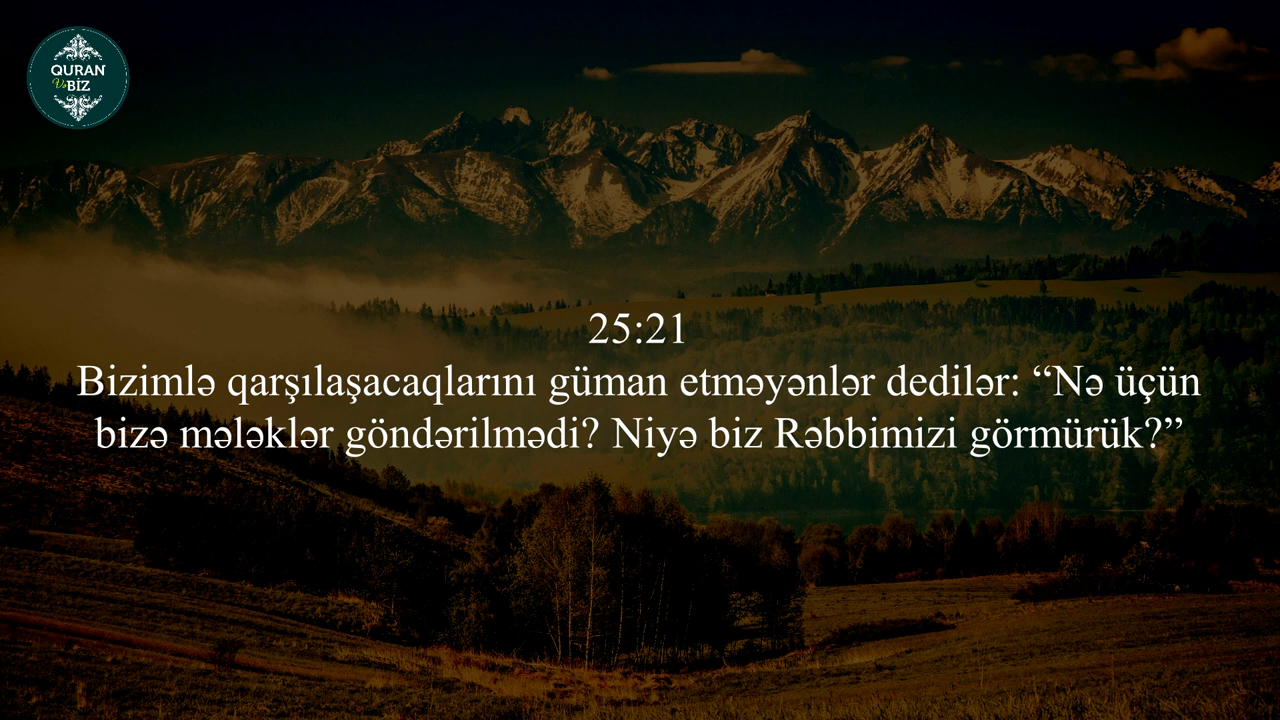 QURAN
Və BİZ
25:21
Bizimlə qarşılaşacaqlarını güman etməyənlər dedilər: “Nə üçün
bizə mələklər göndərilmədi? Niyə biz Rəbbimizi görmürük?”